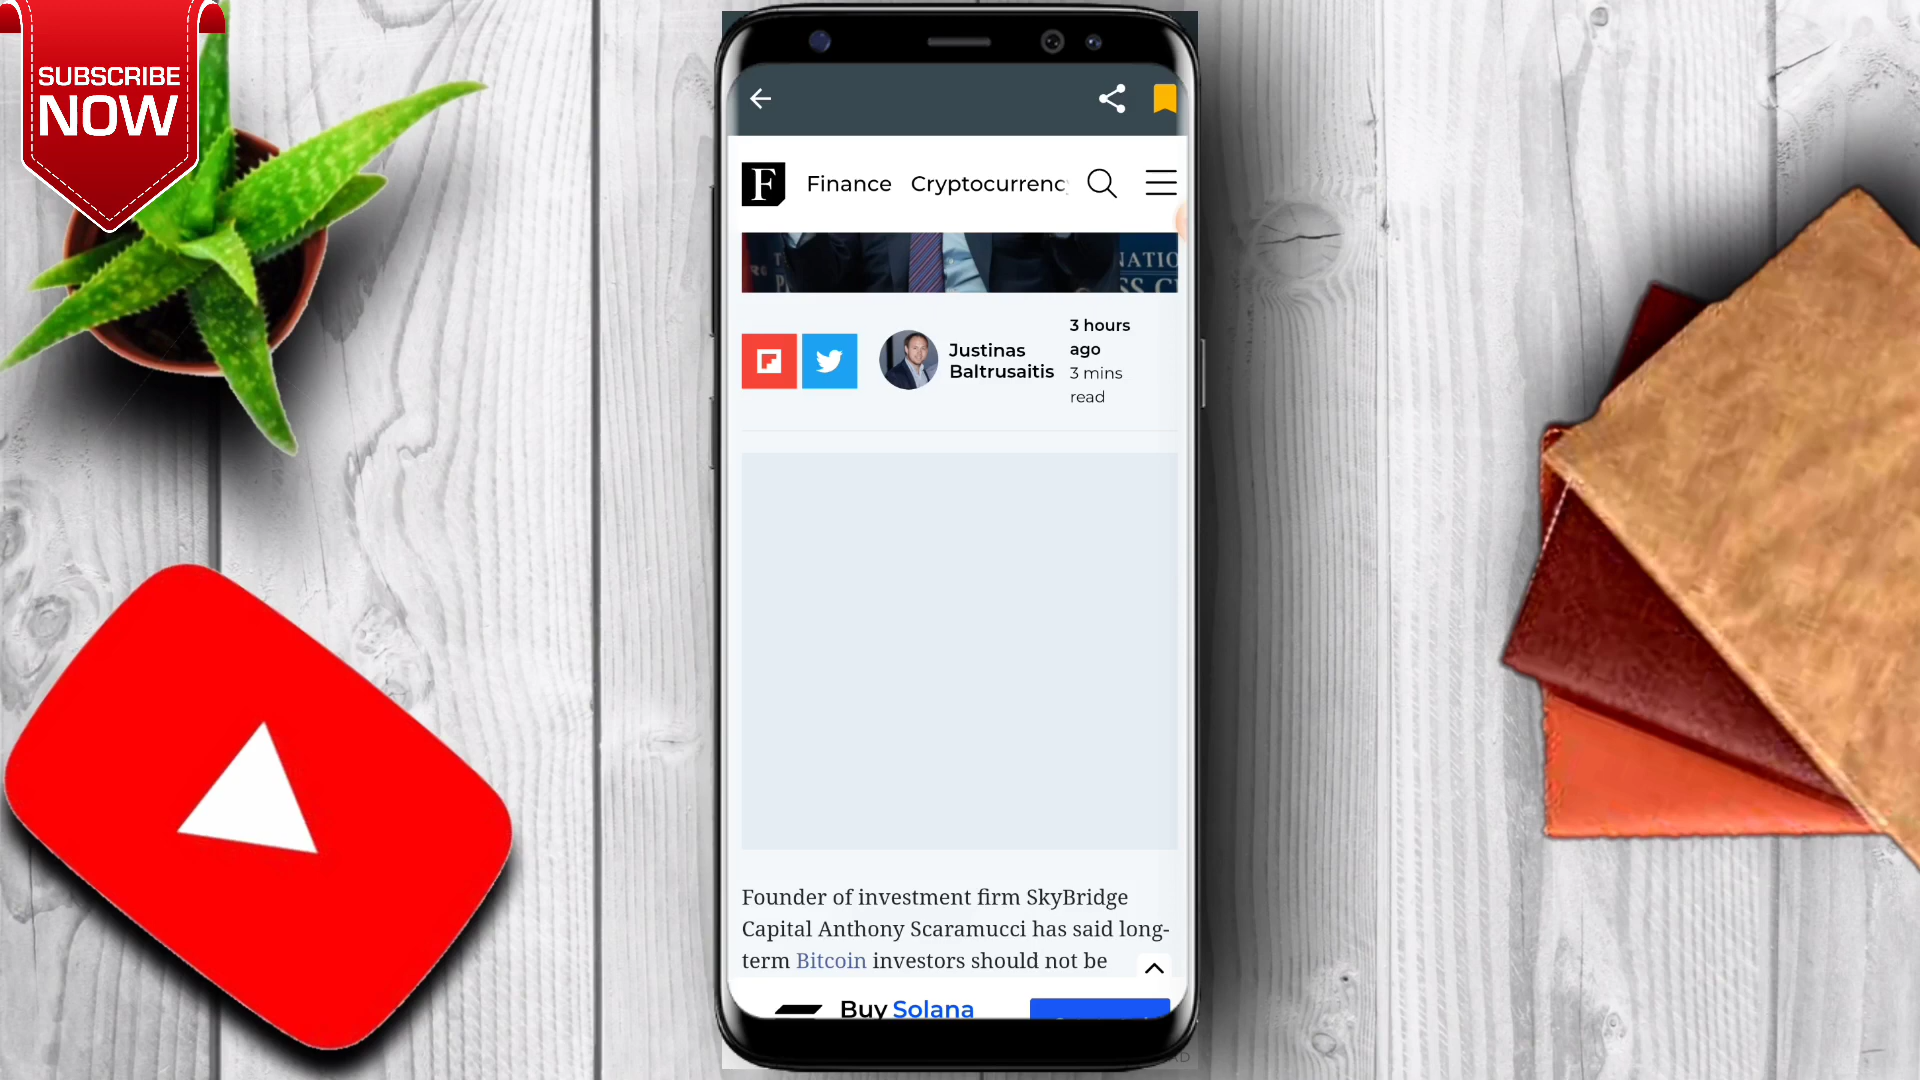 SUBSCRIBE
NOW
F
Finance Cryptocurrenc
NATIO
3 hours
ago
Justinas
Baltrusaitis
3 mins
read
Founder of investment firm SkyBridge
Capital Anthony Scaramucci has said long-
term Bitcoin investors should not be
Buy Solana